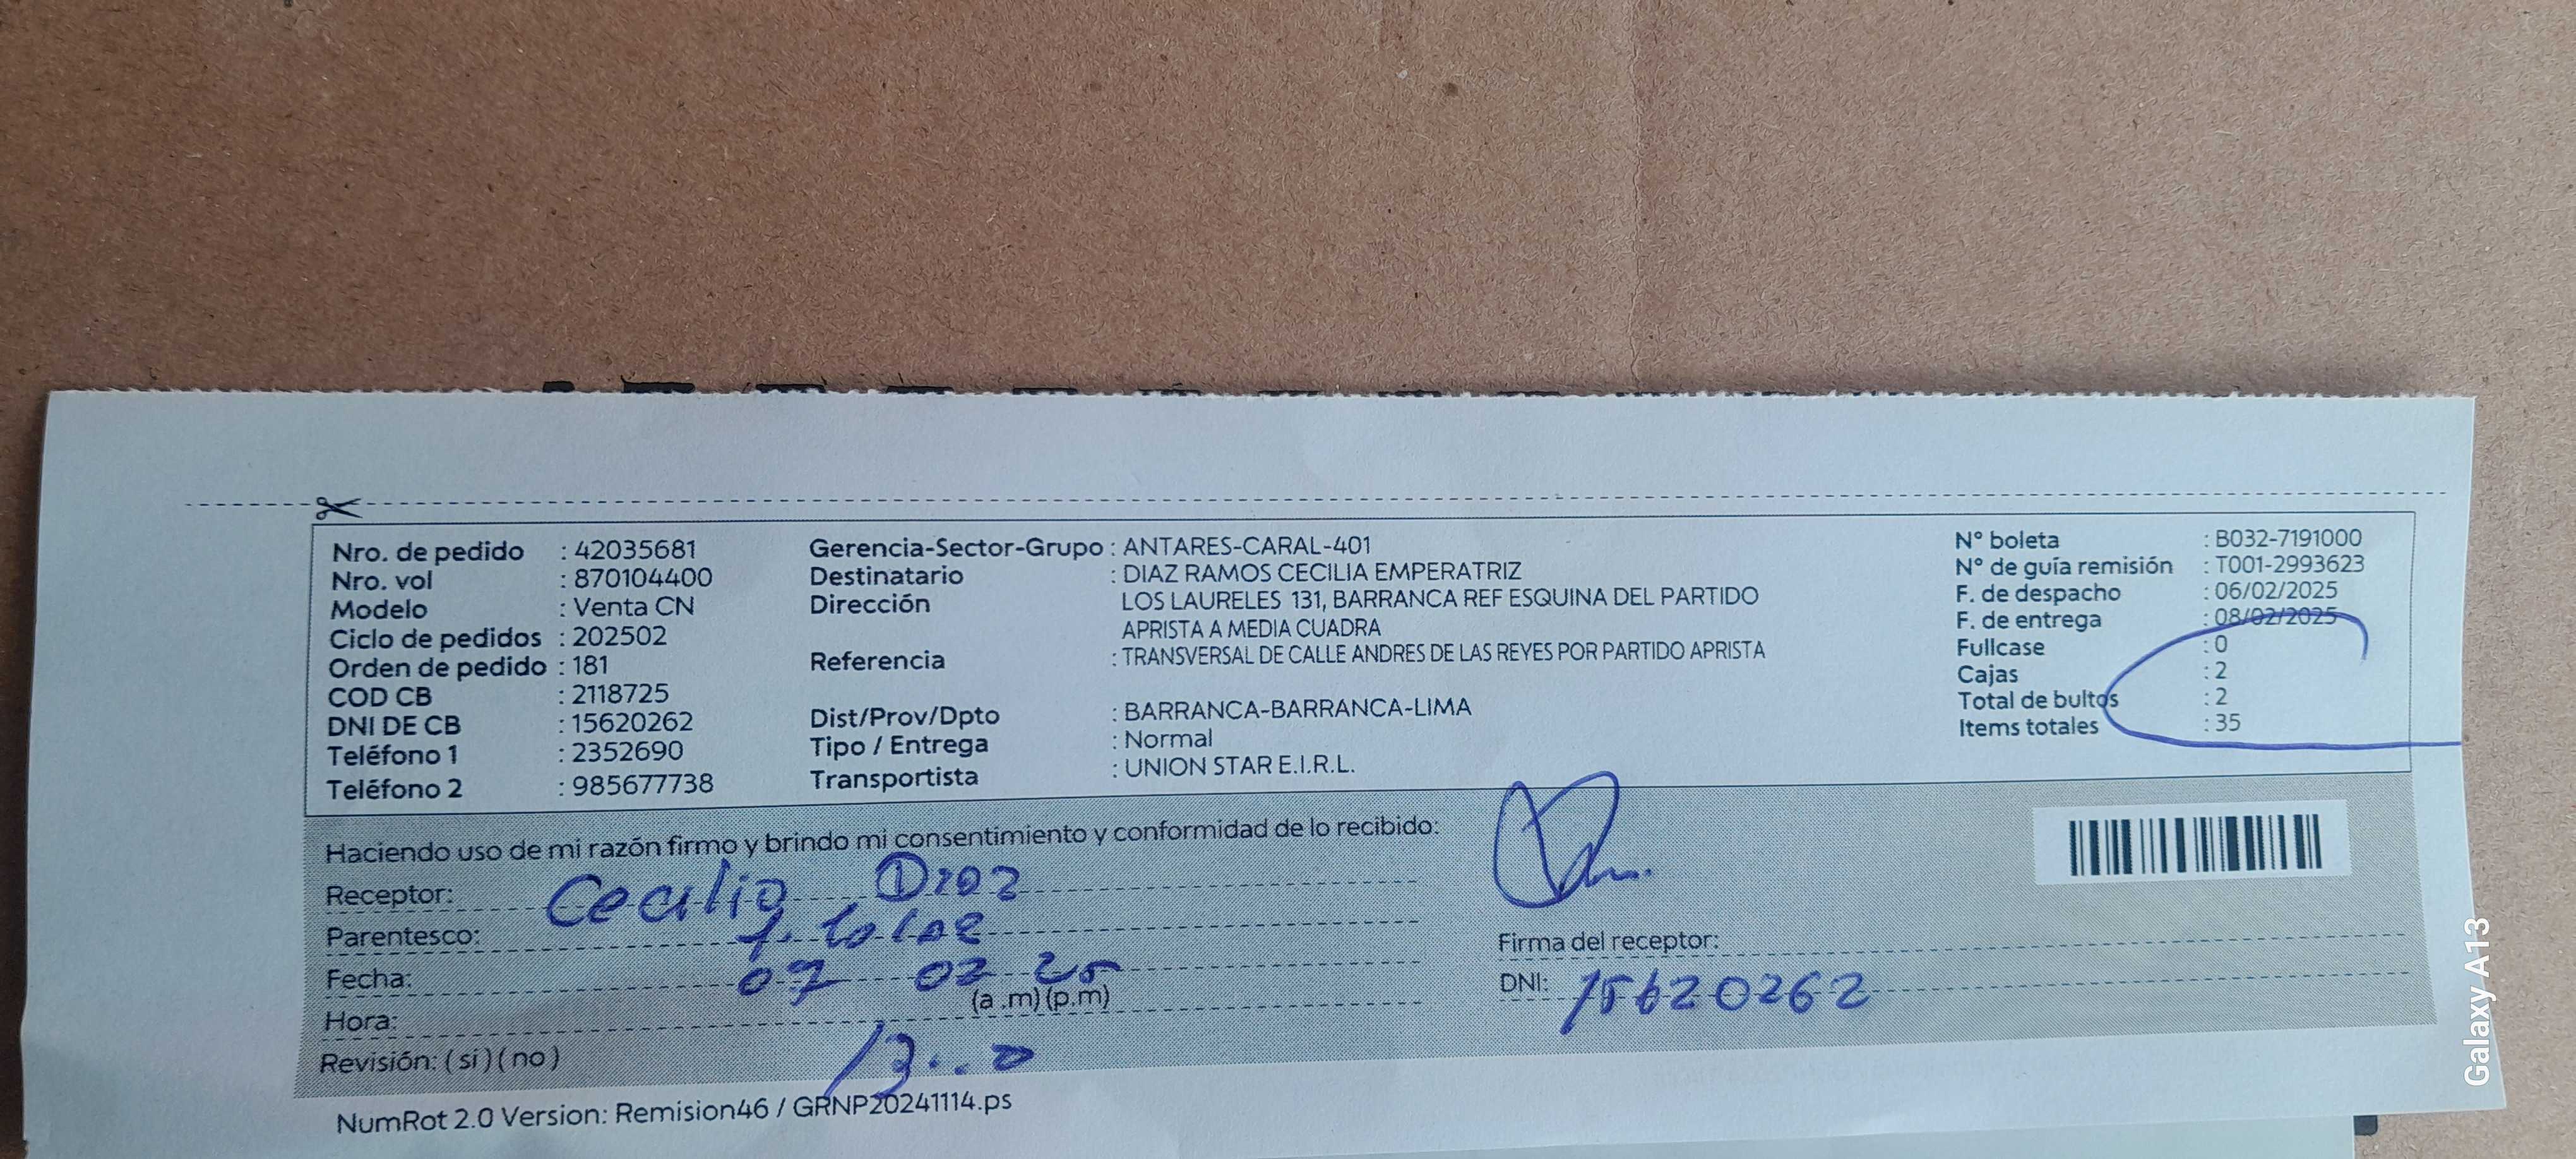 Nro. de pedido : 42035681
Nro. vol : 870104400
Modelo : Venta CN
Ciclo de pedidos : 202502
Orden de pedido : 181
COD CB : 2118725
DNI DE CB : 15620262
Teléfono 1 : 2352690
Teléfono 2 : 985677738
Gerencia-Sector-Grupo : ANTARES-CARAL-401
Destinatario : DIAZ RAMOS CECILIA EMPERATRIZ
Dirección LOS LAURELES 131, BARRANCA REF ESQUINA DEL PARTIDO
APRISTA A MEDIA CUADRA
Referencia : TRANSVERSAL DE CALLE ANDRES DE LAS REYES POR PARTIDO APRISTA
Dist/Prov/Dpto : BARRANCA-BARRANCA-LIMA
Tipo / Entrega : Normal
Transportista : UNION STAR E.I.R.L.
N° boleta : B032-7191000
N° de guía remisión : T001-2993623
F. de despacho : 06/02/2025
F. de entrega : 08/02/2025
Fullcase : 0
Cajas : 2
Total de bultos : 2
Items totales : 35
Haciendo uso de mi razón firmo y brindo mi consentimiento y conformidad de lo recibido:
Receptor: Cecilia Diaz
Parentesco:
Fecha: 07 02 25
(a .m) (p.m)
Hora:
Revisión: ( si ) ( no )
Firma del receptor:
DNI: 15620262
NumRot 2.0 Version: Remision46 / GRNP20241114.ps
Galaxy A13